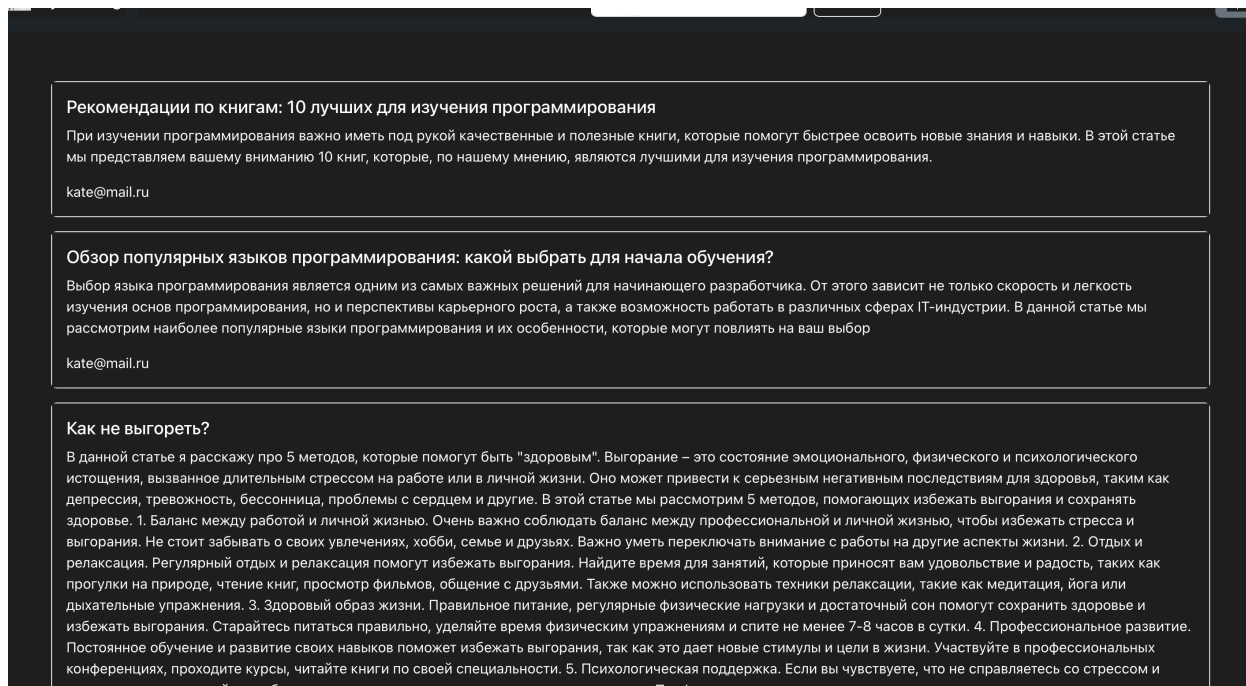 Рекомендации по книгам: 10 лучших для изучения программирования
При изучении программирования важно иметь под рукой качественные и полезные книги, которые помогут быстрее освоить новые знания и навыки. В этой статье
мы представляем вашему вниманию 10 книг, которые, по нашему мнению, являются лучшими для изучения программирования.
kate@mail.ru
Обзор популярных языков программирования: какой выбрать для начала обучения?
Выбор языка программирования является одним из самых важных решений для начинающего разработчика. От этого зависит не только скорость и легкость
изучения основ программирования, но и перспективы карьерного роста, а также возможность работать в различных сферах IT-индустрии. В данной статье мы
рассмотрим наиболее популярные языки программирования и их особенности, которые могут повлиять на ваш выбор
kate@mail.ru
Как не выгореть?
В данной статье я расскажу про 5 методов, которые помогут быть "здоровым". Выгорание – это состояние эмоционального, физического и психологического
истощения, вызванное длительным стрессом на работе или в личной жизни. Оно может привести к серьезным негативным последствиям для здоровья, таким как
депрессия, тревожность, бессонница, проблемы с сердцем и другие. В этой статье мы рассмотрим 5 методов, помогающих избежать выгорания и сохранять
здоровье. 1. Баланс между работой и личной жизнью. Очень важно соблюдать баланс между профессиональной и личной жизнью, чтобы избежать стресса и
выгорания. Не стоит забывать о своих увлечениях, хобби, семье и друзьях. Важно уметь переключать внимание с работы на другие аспекты жизни. 2. Отдых и
релаксация. Регулярный отдых и релаксация помогут избежать выгорания. Найдите время для занятий, которые приносят вам удовольствие и радость, таких как
прогулки на природе, чтение книг, просмотр фильмов, общение с друзьями. Также можно использовать техники релаксации, такие как медитация, йога или
дыхательные упражнения. 3. Здоровый образ жизни. Правильное питание, регулярные физические нагрузки и достаточный сон помогут сохранить здоровье и
избежать выгорания. Старайтесь питаться правильно, уделяйте время физическим упражнениям и спите не менее 7-8 часов в сутки. 4. Профессиональное развитие.
Постоянное обучение и развитие своих навыков поможет избежать выгорания, так как это дает новые стимулы и цели в жизни. Участвуйте в профессиональных
конференциях, проходите курсы, читайте книги по своей специальности. 5. Психологическая поддержка. Если вы чувствуете, что не справляетесь со стрессом и